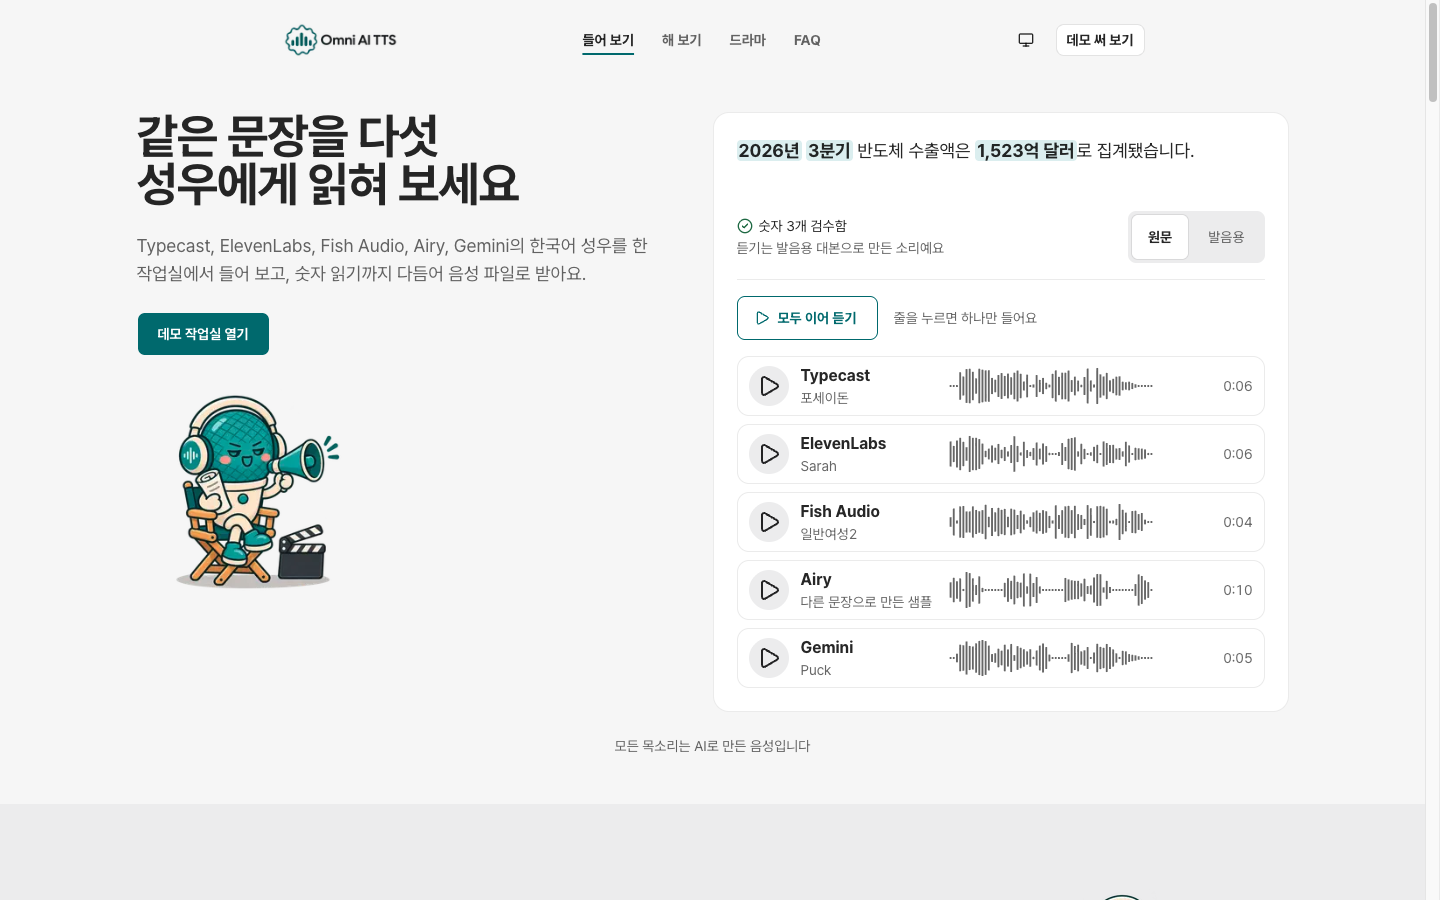 Omni AI TTS
들어 보기
해 보기
드라마
FAQ
데모 써 보기
같은 문장을 다섯
성우에게 읽혀 보세요
Typecast, ElevenLabs, Fish Audio, Airy, Gemini의 한국어 성우를 한
작업실에서 들어 보고, 숫자 읽기까지 다듬어 음성 파일로 받아요.
데모 작업실 열기
2026년 3분기 반도체 수출액은 1,523억 달러로 집계됐습니다.
숫자 3개 검수함
듣기는 발음용 대본으로 만든 소리예요
원문
발음용
모두 이어 듣기
줄을 누르면 하나만 들어요
Typecast
포세이돈
0:06
ElevenLabs
Sarah
0:06
Fish Audio
일반여성2
0:04
Airy
다른 문장으로 만든 샘플
0:10
Gemini
Puck
0:05
모든 목소리는 AI로 만든 음성입니다